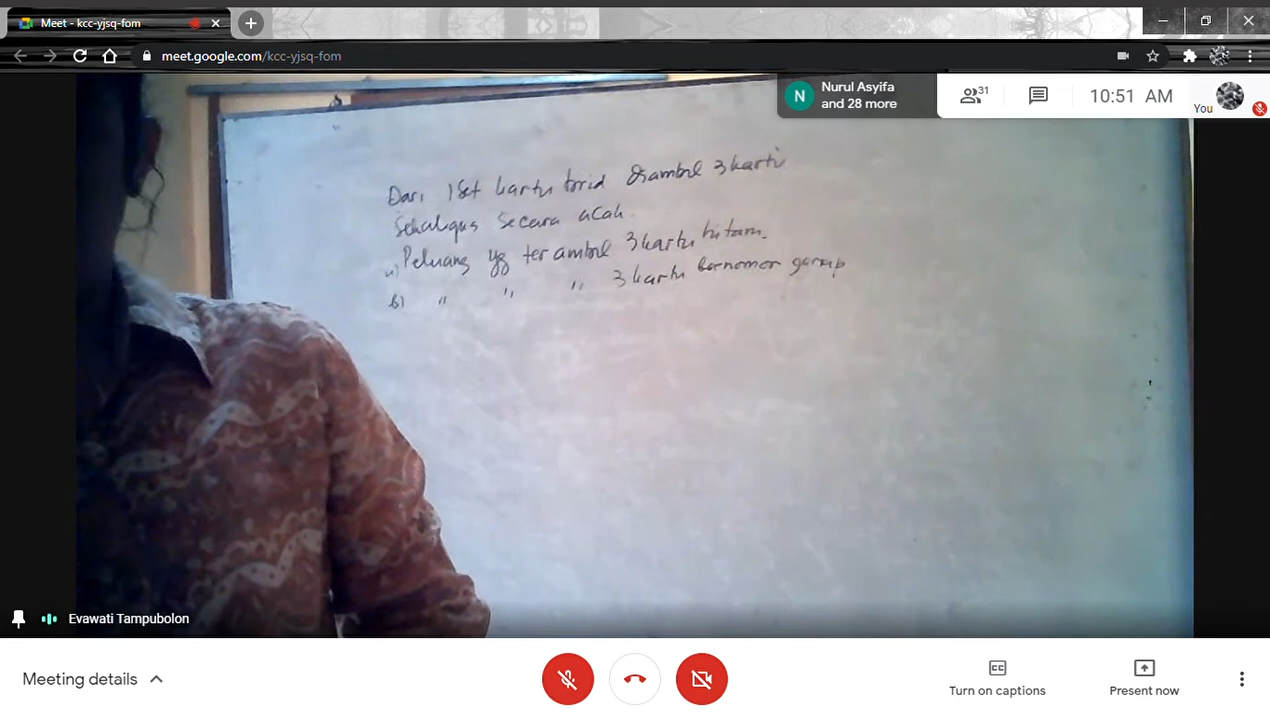 Meet - kcc-yjsq-fom
meet.google.com/kcc-yjsq-fom
N
Nurul Asyifa
and 28 more
31
10:51 AM
You
Dari 1 Set kartu brid diambil 3 kartu
Sekaligus secara acak.
a) Peluang yg terambil 3 kartu hitam.
b) " " " 3 kartu bernomor genap
Evawati Tampubolon
Meeting details
CC
Turn on captions
Present now